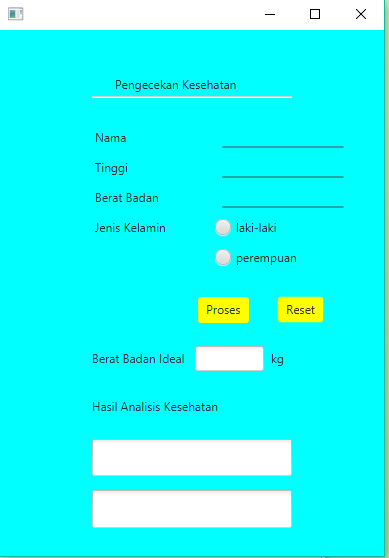 Pengecekan Kesehatan
Nama
Tinggi
Berat Badan
Jenis Kelamin laki-laki
perempuan
Proses Reset
Berat Badan Ideal kg
Hasil Analisis Kesehatan